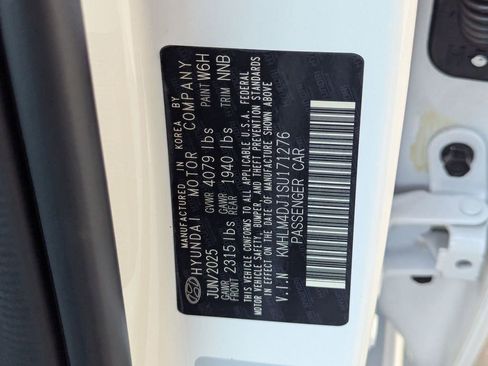 MANUFACTURED IN KOREA BY
HYUNDAI MOTOR COMPANY
JUN/2025 GVWR 4079 lbs PAINT W6H
GAWR FRONT 2315 lbs GAWR REAR 1940 lbs TRIM NNB
THIS VEHICLE CONFORMS TO ALL APPLICABLE U.S.A. FEDERAL
MOTOR VEHICLE SAFETY, BUMPER, AND THEFT PREVENTION STANDARDS
IN EFFECT ON THE DATE OF MANUFACTURE SHOWN ABOVE
V.I.N KMHLM4DJ1SU171276
PASSENGER CAR